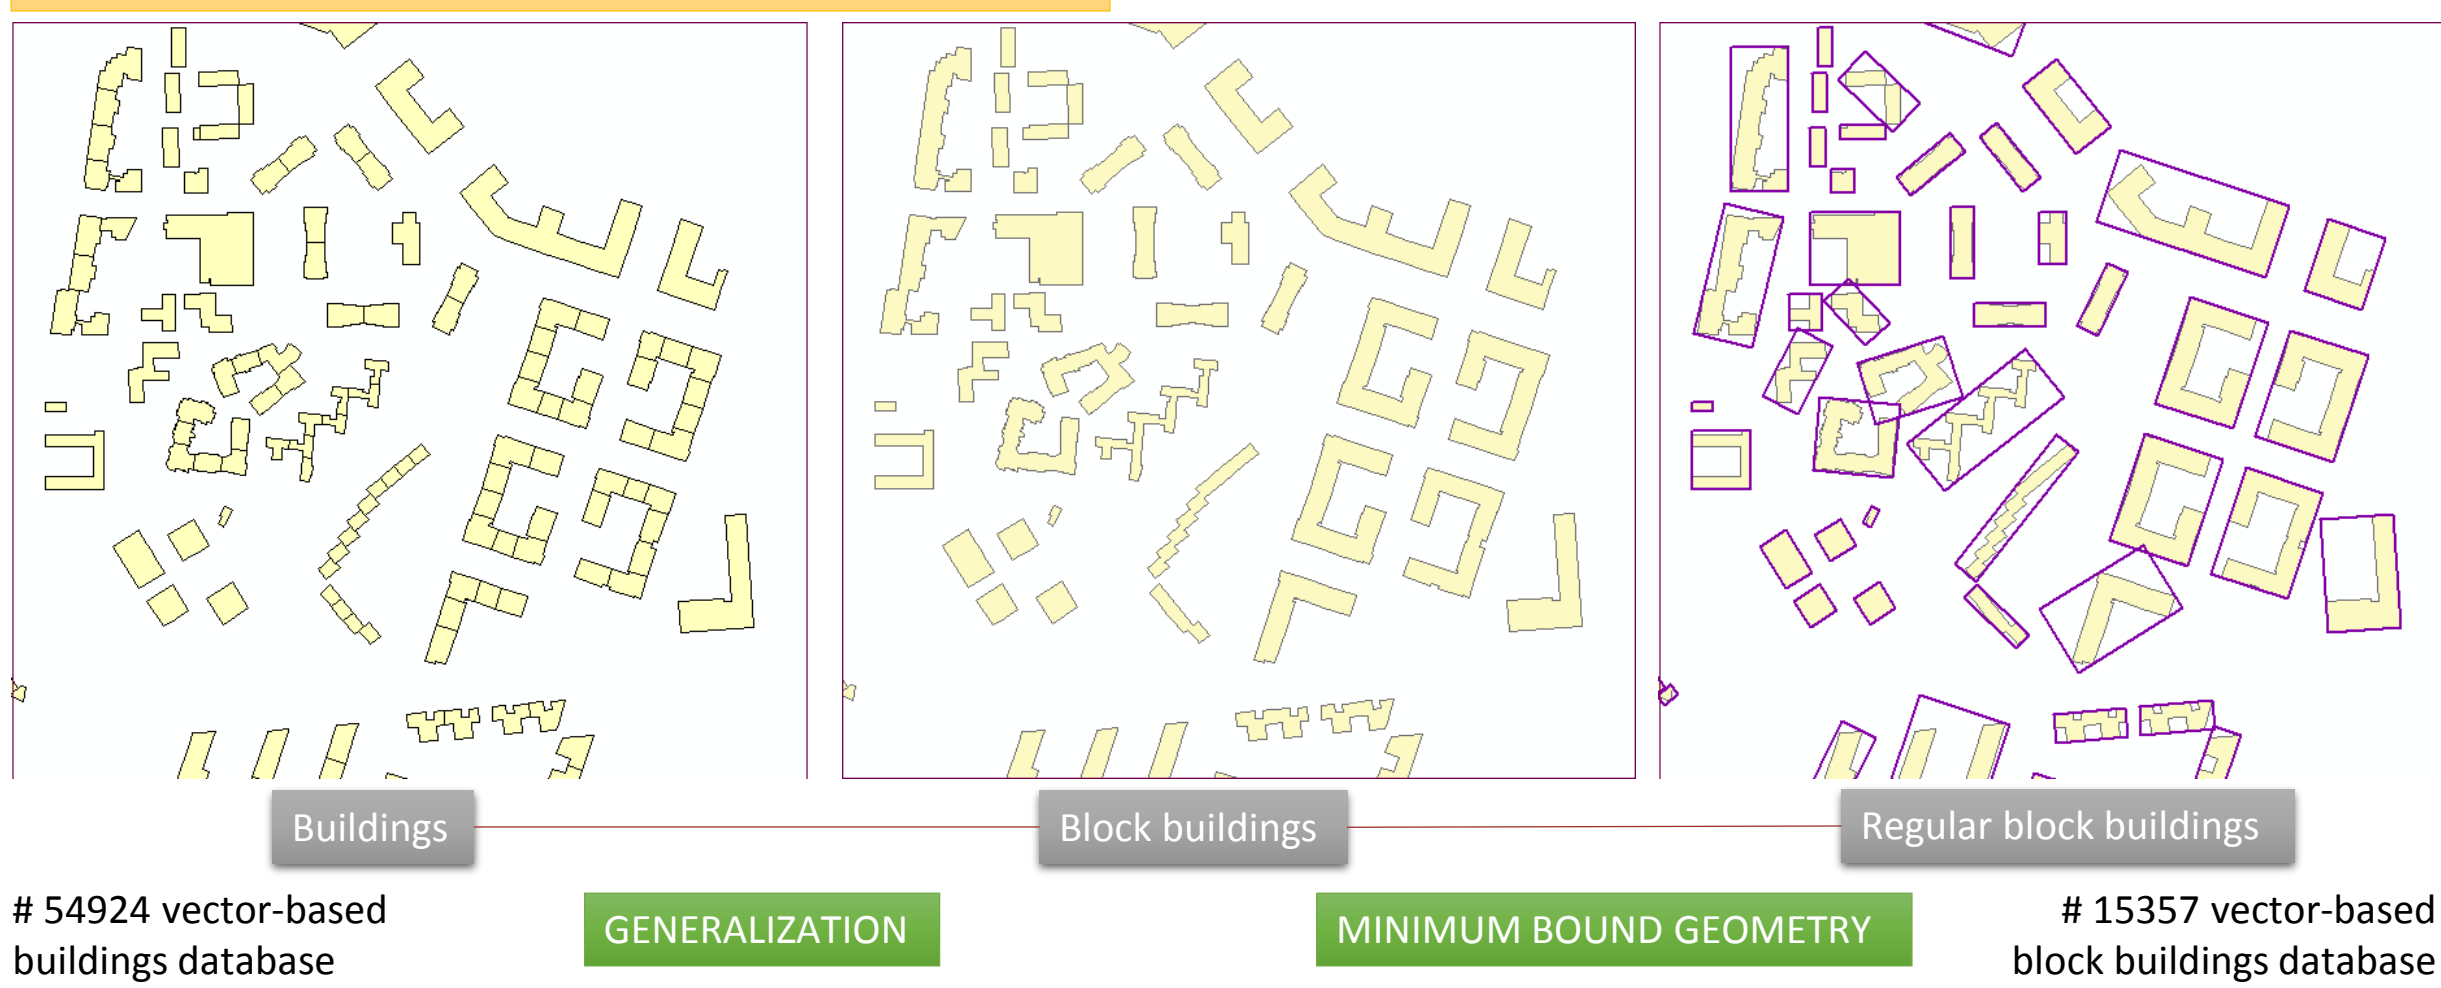 Buildings
Block buildings
Regular block buildings
# 54924 vector-based
buildings database
GENERALIZATION
MINIMUM BOUND GEOMETRY
# 15357 vector-based
block buildings database